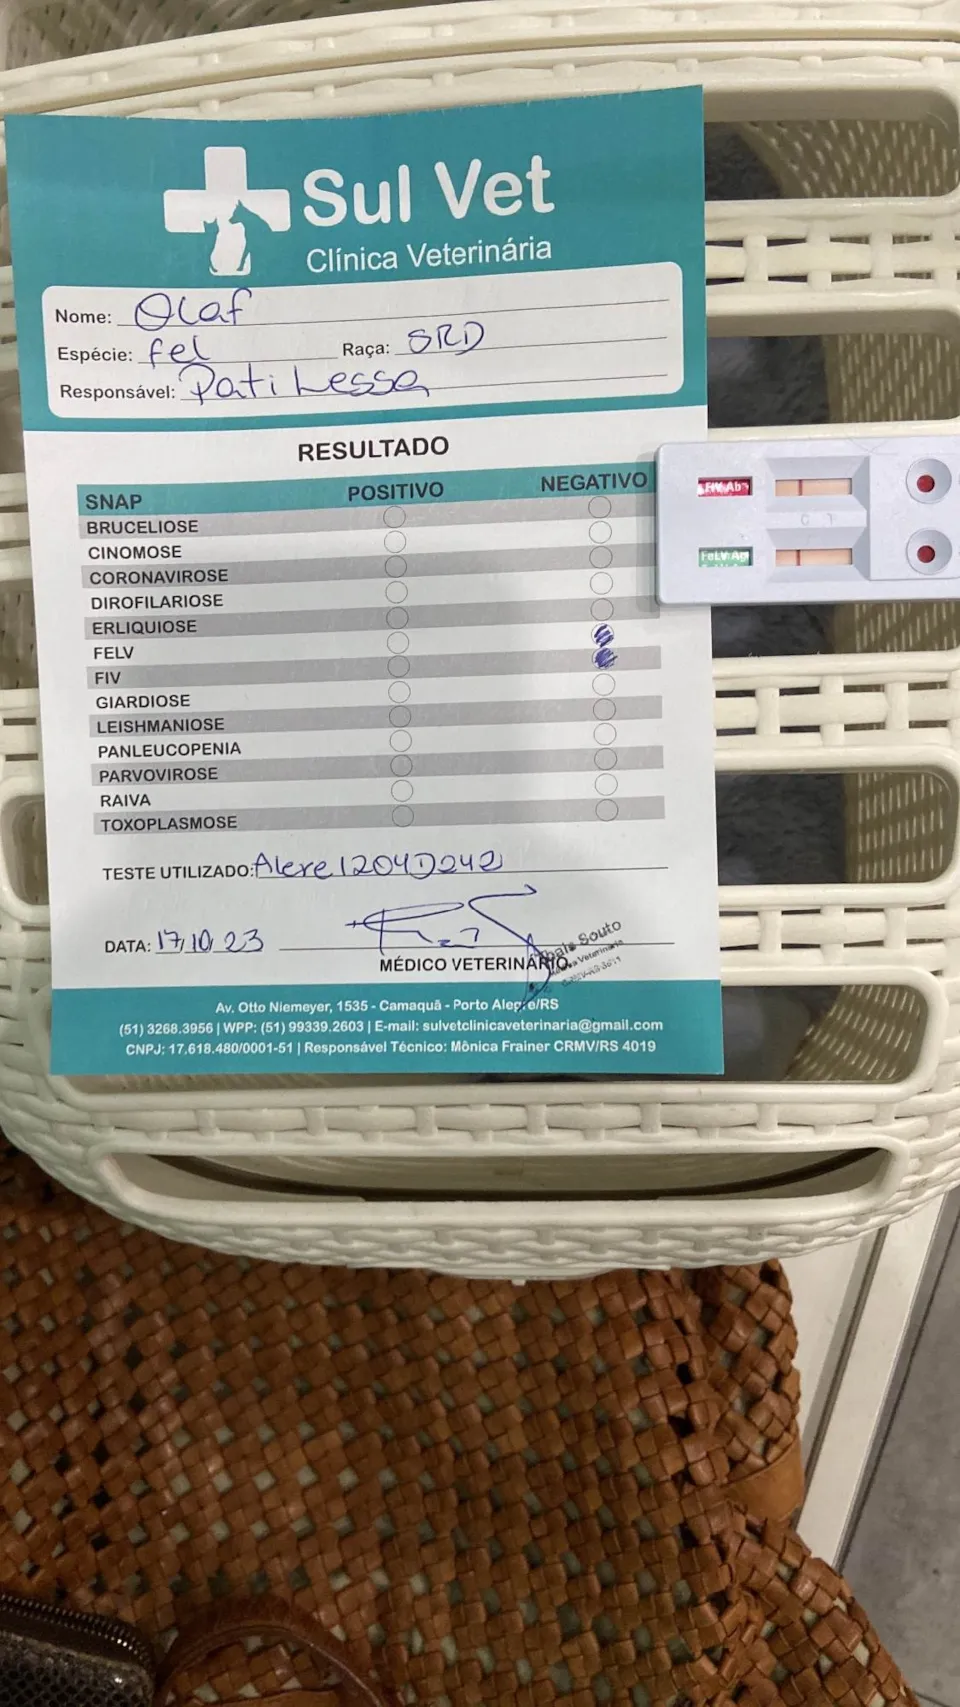 Sul Vet
Clínica Veterinária
Nome: Olaf
Espécie: fel Raça: SRD
Responsável: Pati Lessa
RESULTADO
SNAP POSITIVO NEGATIVO
BRUCELIOSE
CINOMOSE
CORONAVIROSE
DIROFILARIOSE
ERLIQUIOSE
FELV
FIV
GIARDIOSE
LEISHMANIOSE
PANLEUCOPENIA
PARVOVIROSE
RAIVA
TOXOPLASMOSE
TESTE UTILIZADO: Alere 1204D242
DATA: 17/10/23
MÉDICO VETERINÁRIO
Souto
Av. Otto Niemeyer, 1535 - Camaquã - Porto Alegre/RS
(51) 3268.3956 | WPP: (51) 99339.2603 | E-mail: sulvetclinicaveterinaria@gmail.com
CNPJ: 17.618.480/0001-51 | Responsável Técnico: Mônica Frainer CRMV/RS 4019
FIV Ab
C T
FeLV Ag